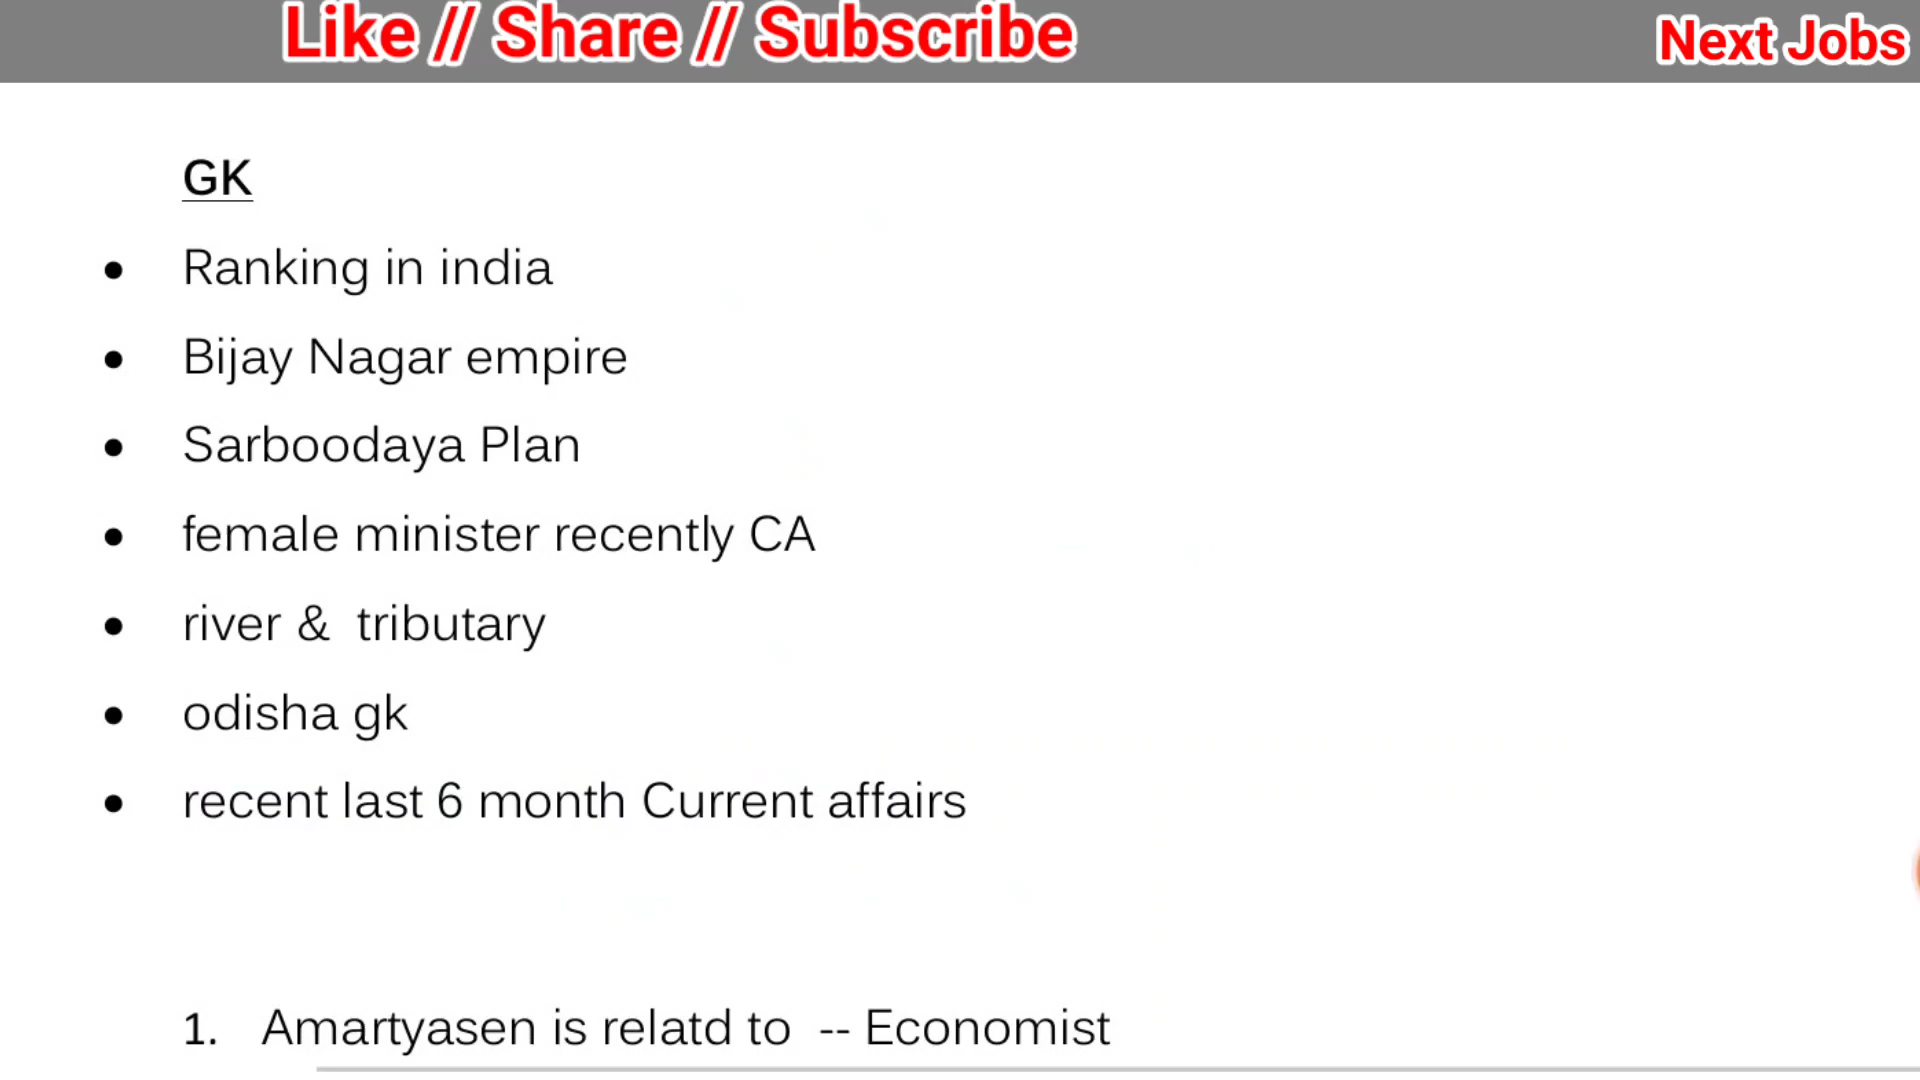 Like // Share // Subscribe
Next Jobs
GK
• Ranking in india
• Bijay Nagar empire
• Sarboodaya Plan
• female minister recently CA
• river & tributary
• odisha gk
• recent last 6 month Current affairs
1. Amartyasen is relatd to -- Economist